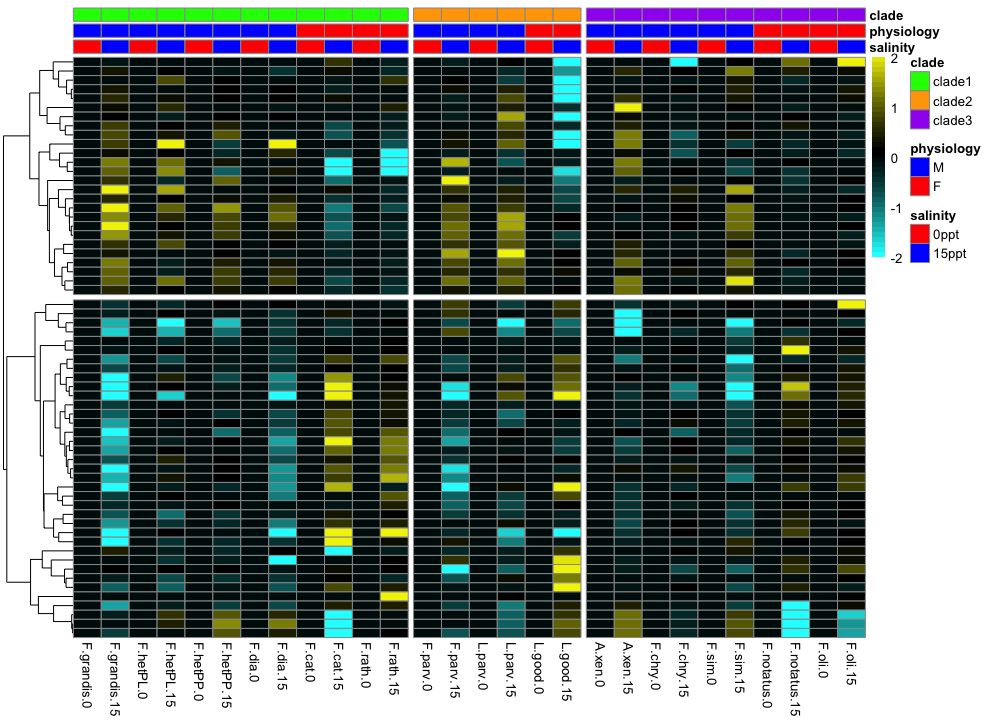 clade
physiology
salinity
2
1
0
-1
-2
clade
clade1
clade2
clade3
physiology
M
F
salinity
0ppt
15ppt
F.grandis.0
F.grandis.15
F.hetPL.0
F.hetPL.15
F.hetPP.0
F.hetPP.15
F.dia.0
F.dia.15
F.cat.0
F.cat.15
F.rath.0
F.rath.15
F.parv.0
F.parv.15
L.parv.0
L.parv.15
L.good.0
L.good.15
A.xen.0
A.xen.15
F.chry.0
F.chry.15
F.sim.0
F.sim.15
F.notatus.0
F.notatus.15
F.oli.0
F.oli.15